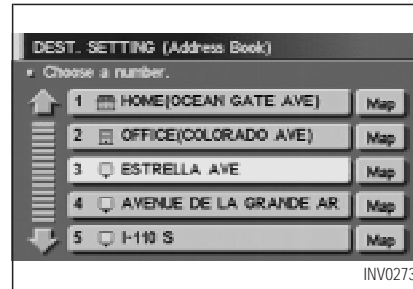 DEST. SETTING (Address Book)
Choose a number.
1 HOME(OCEAN GATE AVE) Map
2 OFFICE(COLORADO AVE) Map
3 ESTRELLA AVE Map
4 AVENUE DE LA GRANDE AR Map
5 I-110 S Map
INV0273